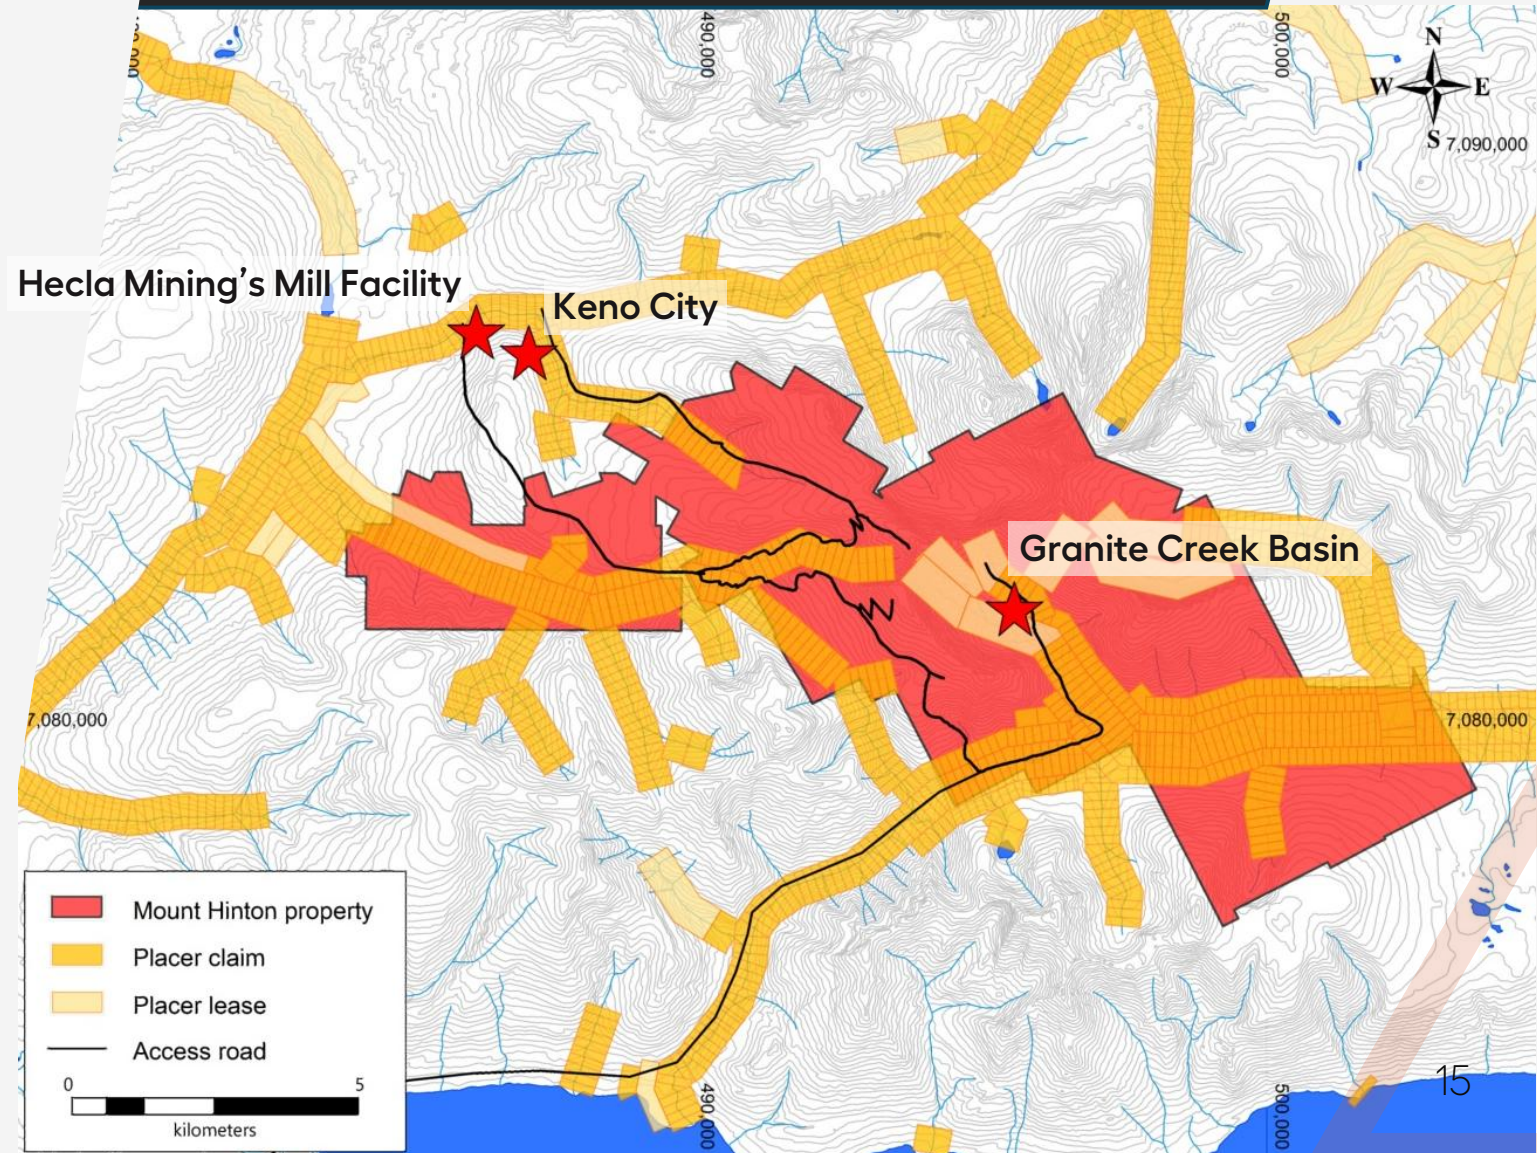 490,000
500,000
N
W E
S
7,090,000
Hecla Mining’s Mill Facility
Keno City
Granite Creek Basin
7,080,000
7,080,000
Mount Hinton property
Placer claim
Placer lease
Access road
0 5
kilometers
490,000
500,000
15